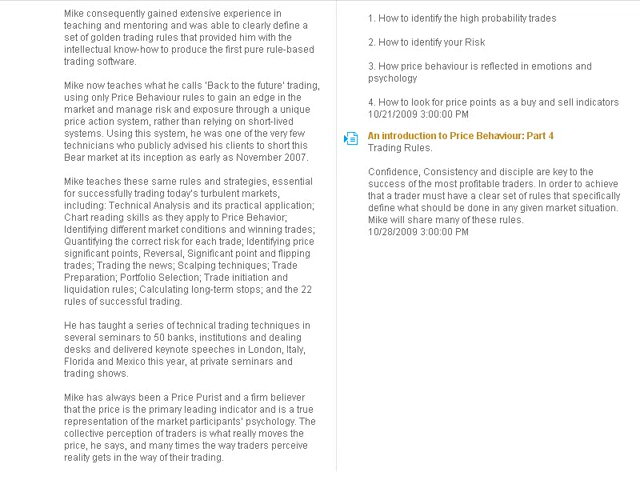 Mike consequently gained extensive experience in
teaching and mentoring and was able to clearly define a
set of golden trading rules that provided him with the
intellectual know-how to produce the first pure rule-based
trading software.
Mike now teaches what he calls 'Back to the future' trading,
using only Price Behaviour rules to gain an edge in the
market and manage risk and exposure through a unique
price action system, rather than relying on short-lived
systems. Using this system, he was one of the very few
technicians who publicly advised his clients to short this
Bear market at its inception as early as November 2007.
Mike teaches these same rules and strategies, essential
for successfully trading today's turbulent markets,
including: Technical Analysis and its practical application;
Chart reading skills as they apply to Price Behavior;
Identifying different market conditions and winning trades;
Quantifying the correct risk for each trade; Identifying price
significant points, Reversal, Significant point and flipping
trades; Trading the news; Scalping techniques; Trade
Preparation; Portfolio Selection; Trade initiation and
liquidation rules; Calculating long-term stops; and the 22
rules of successful trading.
He has taught a series of technical trading techniques in
several seminars to 50 banks, institutions and dealing
desks and delivered keynote speeches in London, Italy,
Florida and Mexico this year, at private seminars and
trading shows.
Mike has always been a Price Purist and a firm believer
that the price is the primary leading indicator and is a true
representation of the market participants' psychology. The
collective perception of traders is what really moves the
price, he says, and many times the way traders perceive
reality gets in the way of their trading.
1. How to identify the high probability trades
2. How to identify your Risk
3. How price behaviour is reflected in emotions and
psychology
4. How to look for price points as a buy and sell indicators
10/21/2009 3:00:00 PM
An introduction to Price Behaviour: Part 4
Trading Rules.
Confidence, Consistency and disciple are key to the
success of the most profitable traders. In order to achieve
that a trader must have a clear set of rules that specifically
define what should be done in any given market situation.
Mike will share many of these rules.
10/28/2009 3:00:00 PM